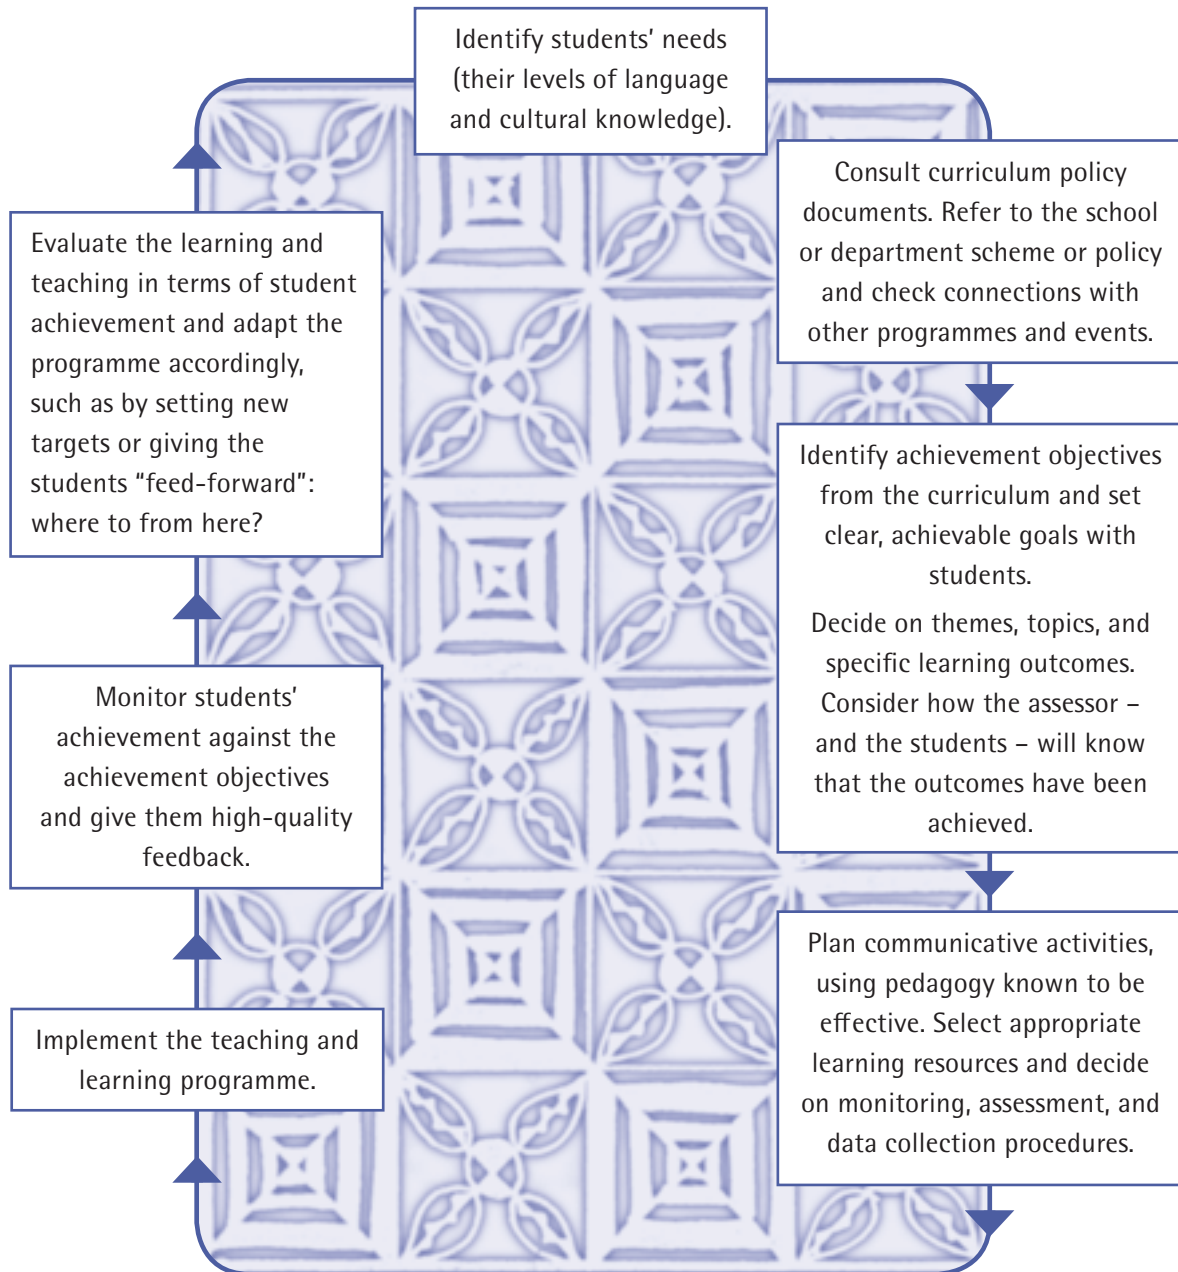 Identify students’ needs
(their levels of language
and cultural knowledge).
Consult curriculum policy
documents. Refer to the school
or department scheme or policy
and check connections with
other programmes and events.
Identify achievement objectives
from the curriculum and set
clear, achievable goals with
students.
Decide on themes, topics, and
specific learning outcomes.
Consider how the assessor –
and the students – will know
that the outcomes have been
achieved.
Plan communicative activities,
using pedagogy known to be
effective. Select appropriate
learning resources and decide
on monitoring, assessment, and
data collection procedures.
Implement the teaching and
learning programme.
Monitor students’
achievement against the
achievement objectives
and give them high-quality
feedback.
Evaluate the learning and
teaching in terms of student
achievement and adapt the
programme accordingly,
such as by setting new
targets or giving the
students “feed-forward”:
where to from here?